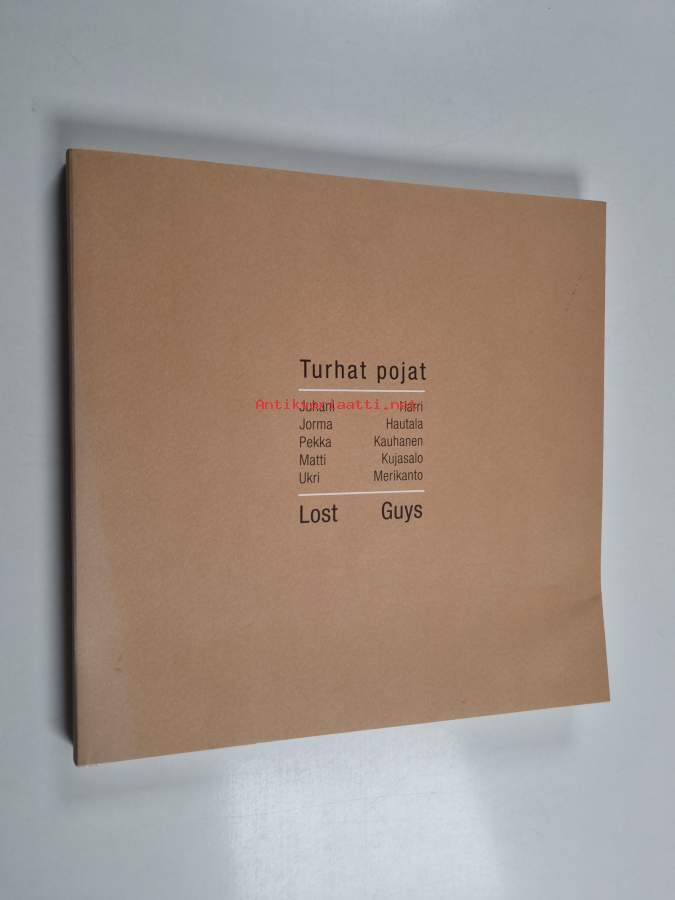 Turhat pojat
Juhani Harri
Antikvariaatti.net
Jorma Hautala
Pekka Kauhanen
Matti Kujasalo
Ukri Merikanto
Lost Guys